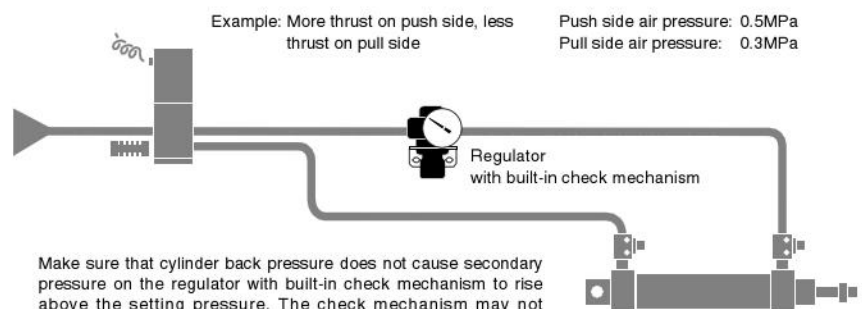 Example: More thrust on push side, less
thrust on pull side
Push side air pressure: 0.5MPa
Pull side air pressure: 0.3MPa
Regulator
with built-in check mechanism
Make sure that cylinder back pressure does not cause secondary
pressure on the regulator with built-in check mechanism to rise
above the setting pressure. The check mechanism may not